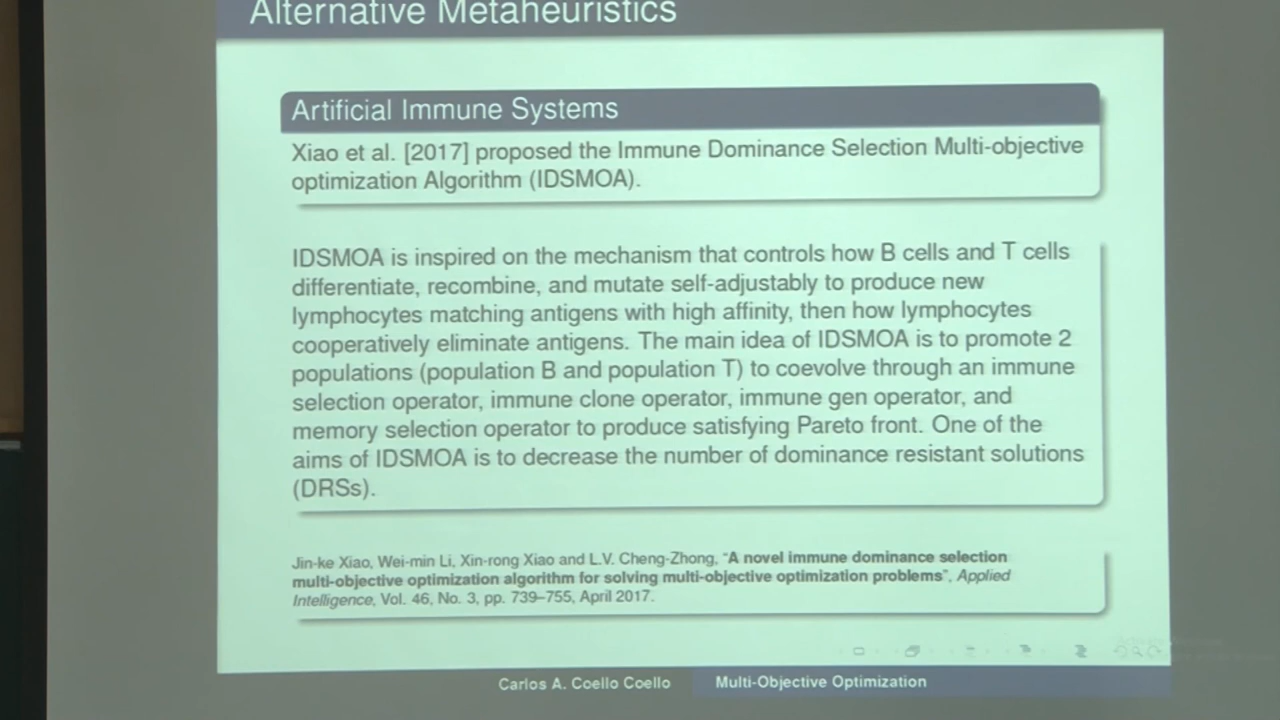 Alternative Metaheuristics
Artificial Immune Systems
Xiao et al. [2017] proposed the Immune Dominance Selection Multi-objective
optimization Algorithm (IDSMOA).
IDSMOA is inspired on the mechanism that controls how B cells and T cells
differentiate, recombine, and mutate self-adjustably to produce new
lymphocytes matching antigens with high affinity, then how lymphocytes
cooperatively eliminate antigens. The main idea of IDSMOA is to promote 2
populations (population B and population T) to coevolve through an immune
selection operator, immune clone operator, immune gen operator, and
memory selection operator to produce satisfying Pareto front. One of the
aims of IDSMOA is to decrease the number of dominance resistant solutions
(DRSs).
Jin-ke Xiao, Wei-min Li, Xin-rong Xiao and L.V. Cheng-Zhong, "A novel immune dominance selection
multi-objective optimization algorithm for solving multi-objective optimization problems", Applied
Intelligence, Vol. 46, No. 3, pp. 739–755, April 2017.
Carlos A. Coello Coello Multi-Objective Optimization